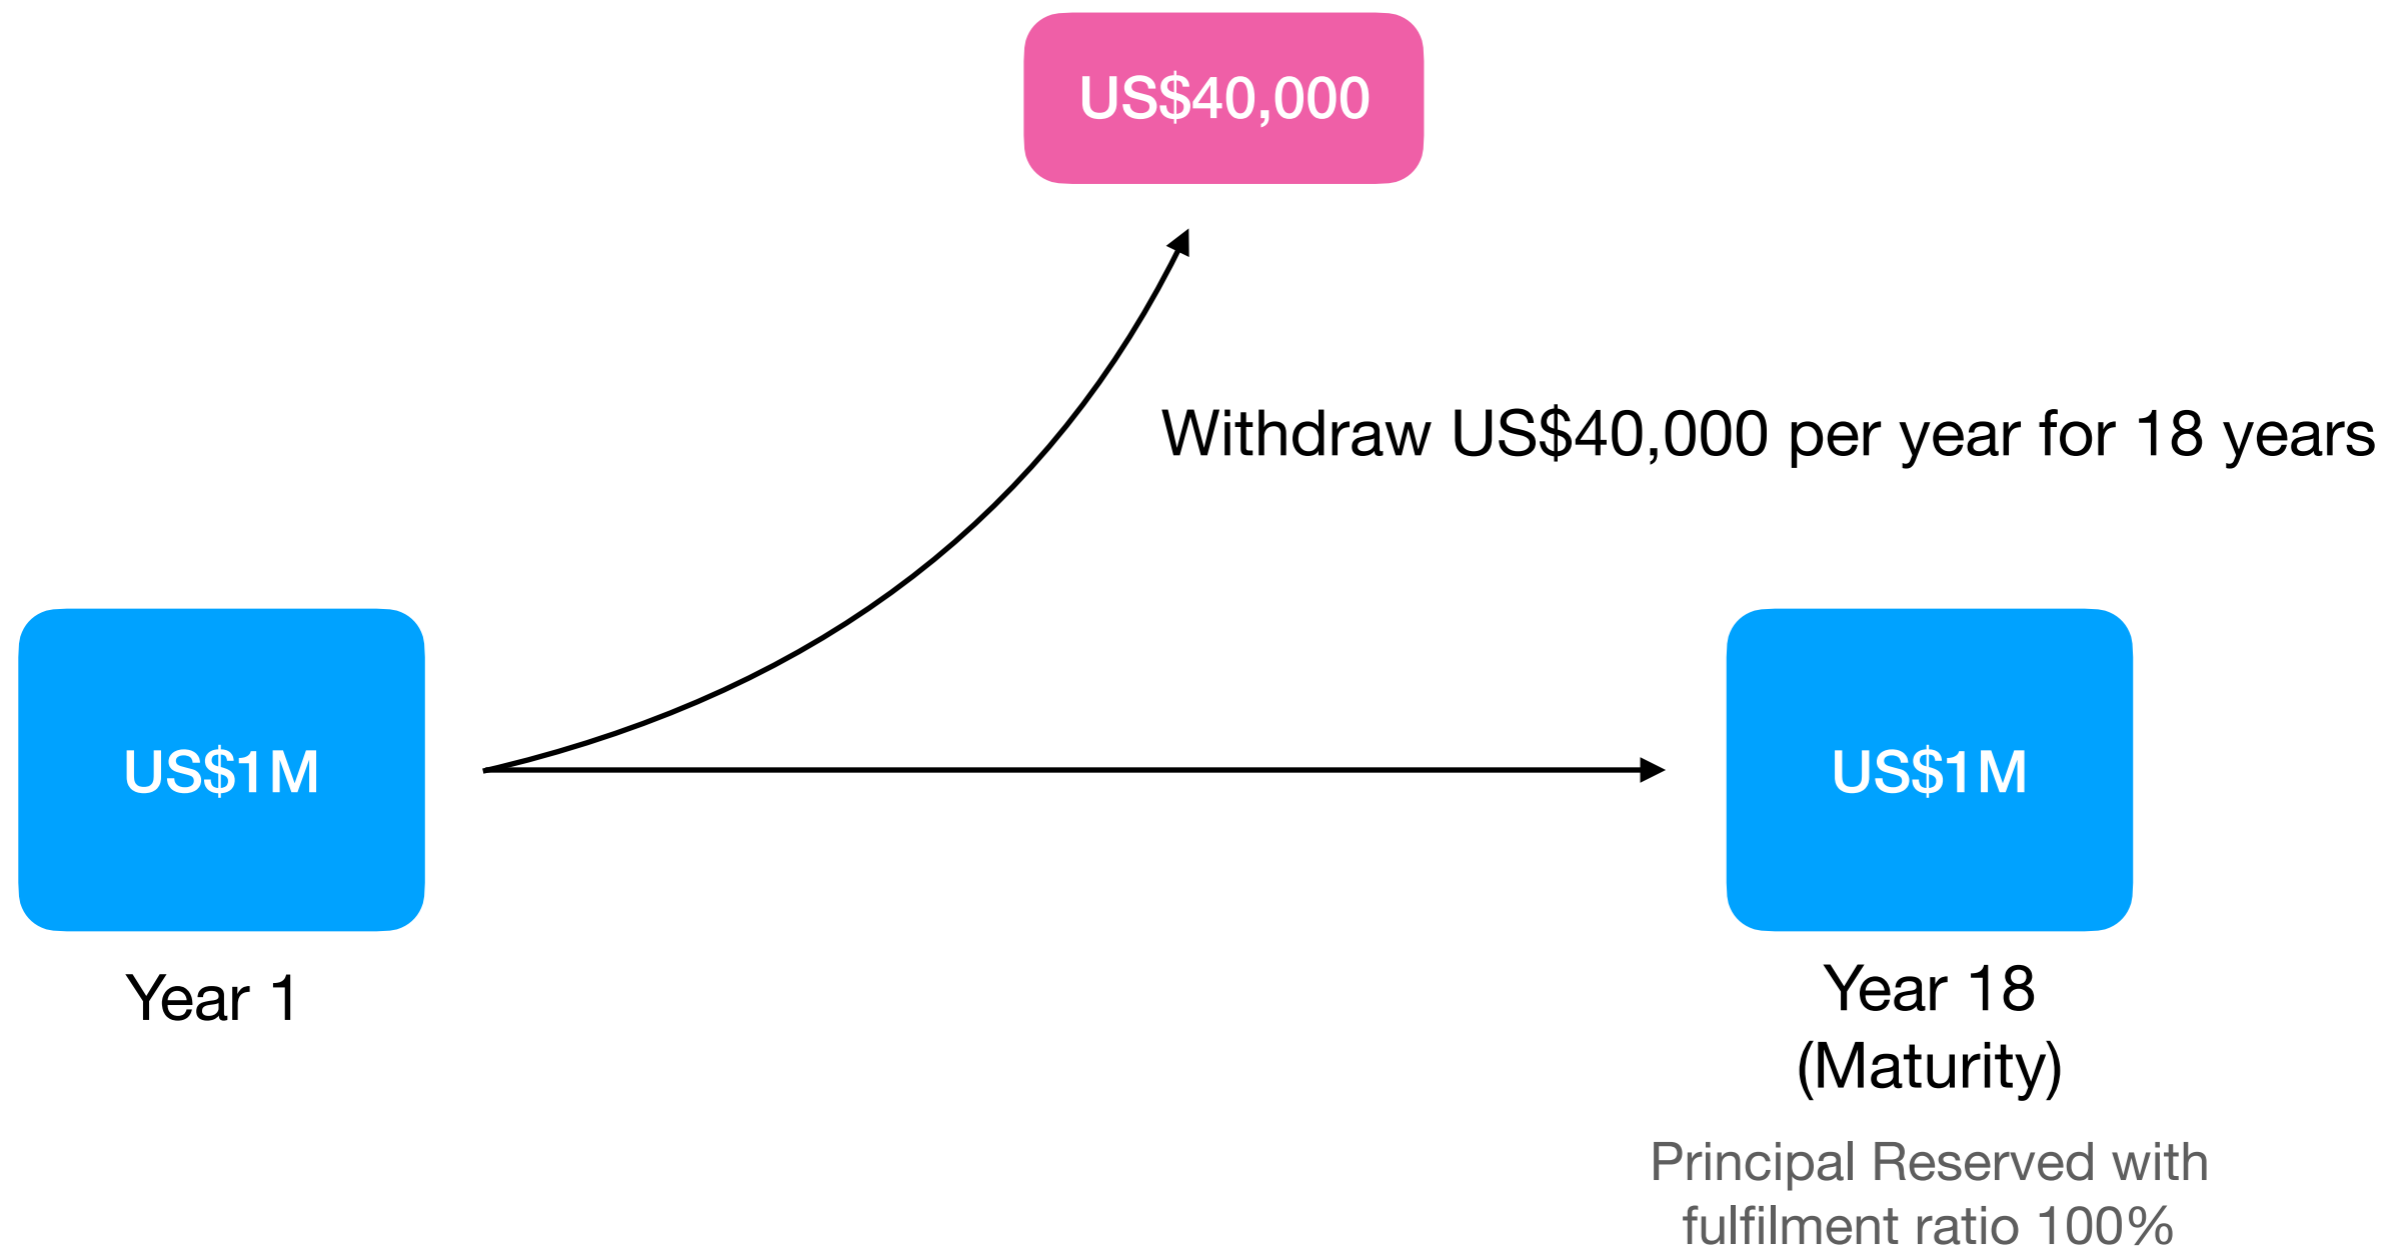 US$40,000
Withdraw US$40,000 per year for 18 years
US$1M
US$1M
Year 1
Year 18
(Maturity)
Principal Reserved with
fulfilment ratio 100%